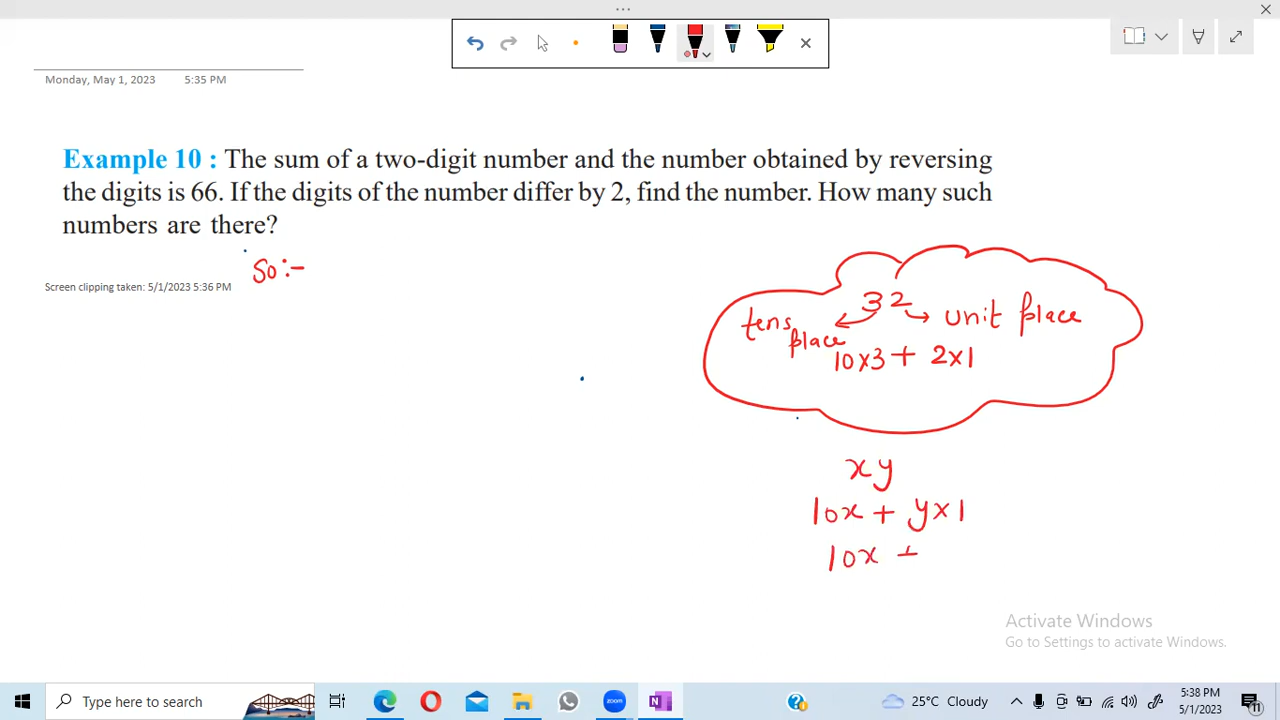 Monday, May 1, 2023 5:35 PM
Example 10 : The sum of a two-digit number and the number obtained by reversing
the digits is 66. If the digits of the number differ by 2, find the number. How many such
numbers are there?
So:-
Screen clipping taken: 5/1/2023 5:36 PM
32
tens place
unit place
10x3 + 2x1
xy
10x + yx1
10x +
Activate Windows
Go to Settings to activate Windows.
Type here to search
zoom
25°C Cloudy
5:38 PM
5/1/2023
11